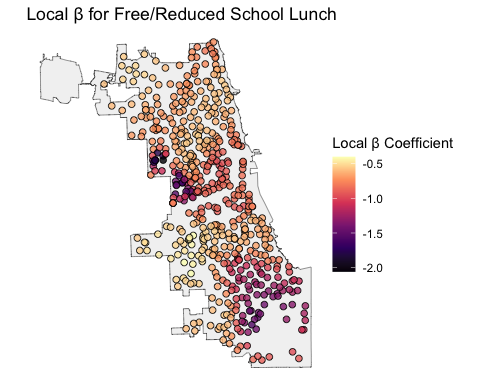 Local β for Free/Reduced School Lunch
Local β Coefficient
-0.5
-1.0
-1.5
-2.0